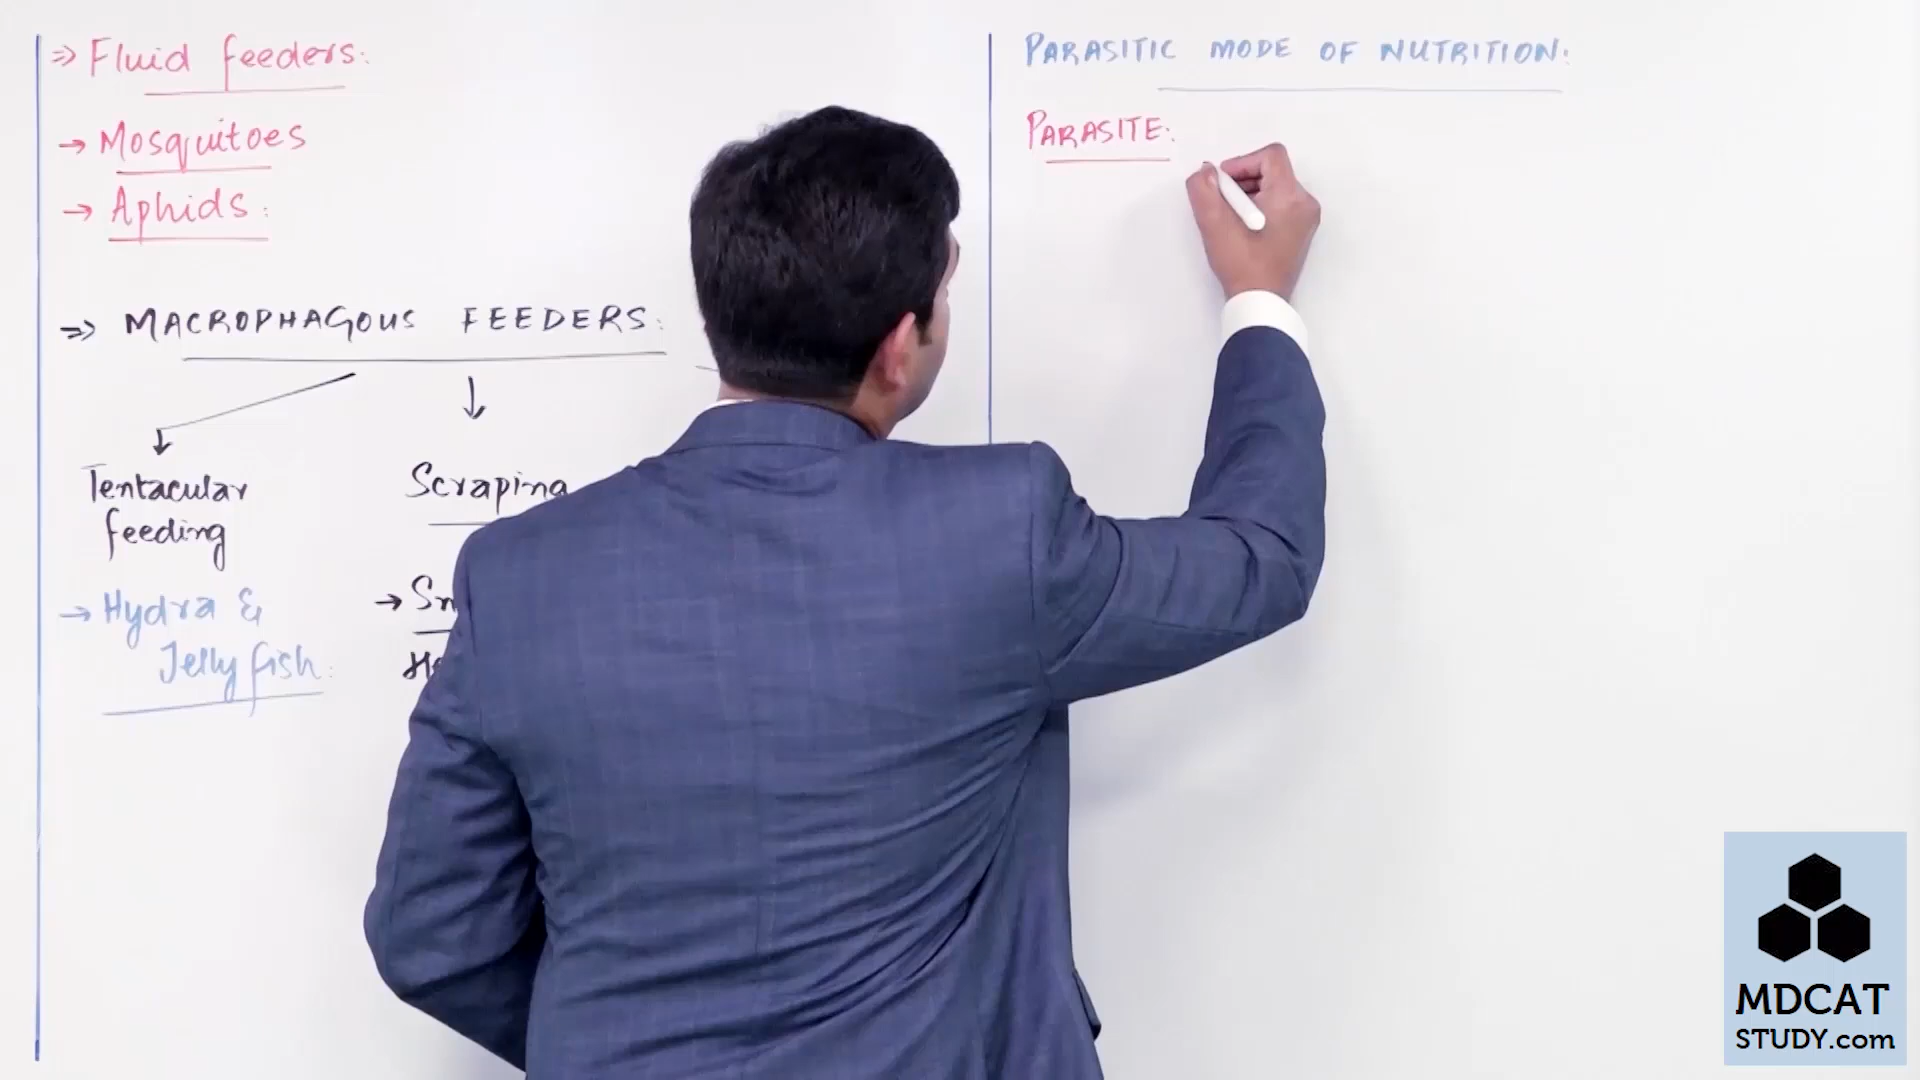 ⇒ Fluid feeders:
→ Mosquitoes
→ Aphids:
⇒ MACROPHAGOUS FEEDERS:
Tentacular
feeding
→ Hydra &
Jelly fish:
Scraping
PARASITIC MODE OF NUTRITION:
PARASITE:
MDCAT
STUDY.com